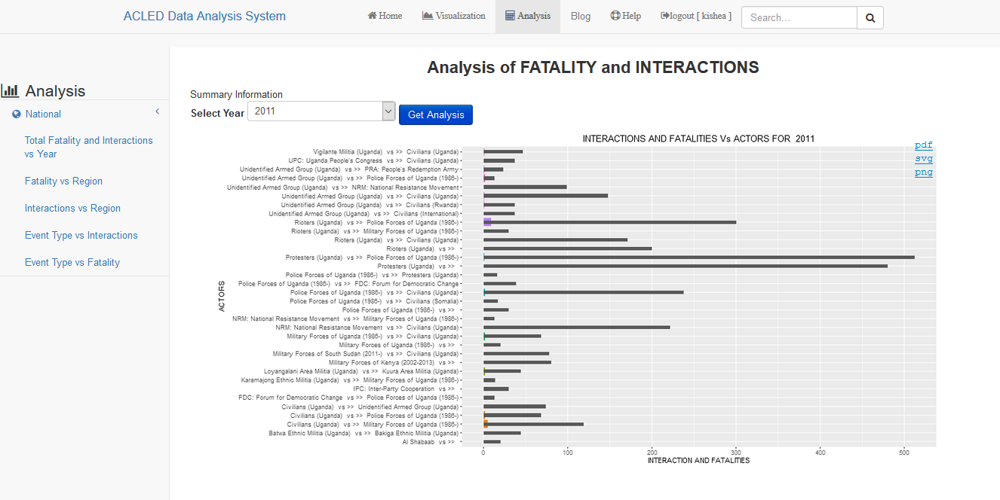 ACLED Data Analysis System
Home
Visualization
Analysis
Blog
Help
logout [ kishea ]
Search...
Analysis
National
Total Fatality and Interactions
vs Year
Fatality vs Region
Interactions vs Region
Event Type vs Interactions
Event Type vs Fatality
Analysis of FATALITY and INTERACTIONS
Summary Information
Select Year 2011 Get Analysis
INTERACTIONS AND FATALITIES Vs ACTORS FOR 2011
pdf
svg
png
ACTORS
Vigilante Militia (Uganda) vs >> Civilians (Uganda)
UPC: Uganda People's Congress vs >> Civilians (Uganda)
Unidentified Armed Group (Uganda) vs >> PRA: People's Redemption Army
Unidentified Armed Group (Uganda) vs >> Police Forces of Uganda (1986-)
Unidentified Armed Group (Uganda) vs >> NRM: National Resistance Movement
Unidentified Armed Group (Uganda) vs >> Civilians (Uganda)
Unidentified Armed Group (Uganda) vs >> Civilians (Rwanda)
Unidentified Armed Group (Uganda) vs >> Civilians (International)
Rioters (Uganda) vs >> Police Forces of Uganda (1986-)
Rioters (Uganda) vs >> Military Forces of Uganda (1986-)
Rioters (Uganda) vs >> Civilians (Uganda)
Rioters (Uganda) vs >>
Protesters (Uganda) vs >> Police Forces of Uganda (1986-)
Protesters (Uganda) vs >>
Police Forces of Uganda (1986-) vs >> Protesters (Uganda)
Police Forces of Uganda (1986-) vs >> FDC: Forum for Democratic Change
Police Forces of Uganda (1986-) vs >> Civilians (Uganda)
Police Forces of Uganda (1986-) vs >> Civilians (Somalia)
Police Forces of Uganda (1986-) vs >>
NRM: National Resistance Movement vs >> Military Forces of Uganda (1986-)
NRM: National Resistance Movement vs >> Civilians (Uganda)
Military Forces of Uganda (1986-) vs >> Civilians (Uganda)
Military Forces of Uganda (1986-) vs >>
Military Forces of South Sudan (2011-) vs >> Civilians (Uganda)
Military Forces of Kenya (2002-2013) vs >>
Loyangalani Area Militia (Uganda) vs >> Kuura Area Militia (Uganda)
Karamajong Ethnic Militia (Uganda) vs >> Military Forces of Uganda (1986-)
IPC: Inter-Party Cooperation vs >>
FDC: Forum for Democratic Change vs >> Police Forces of Uganda (1986-)
Civilians (Uganda) vs >> Unidentified Armed Group (Uganda)
Civilians (Uganda) vs >> Police Forces of Uganda (1986-)
Civilians (Uganda) vs >> Military Forces of Uganda (1986-)
Batwa Ethnic Militia (Uganda) vs >> Bakiga Ethnic Militia (Uganda)
Al Shabaab vs >>
0 100 200 300 400 500
INTERACTION AND FATALITIES